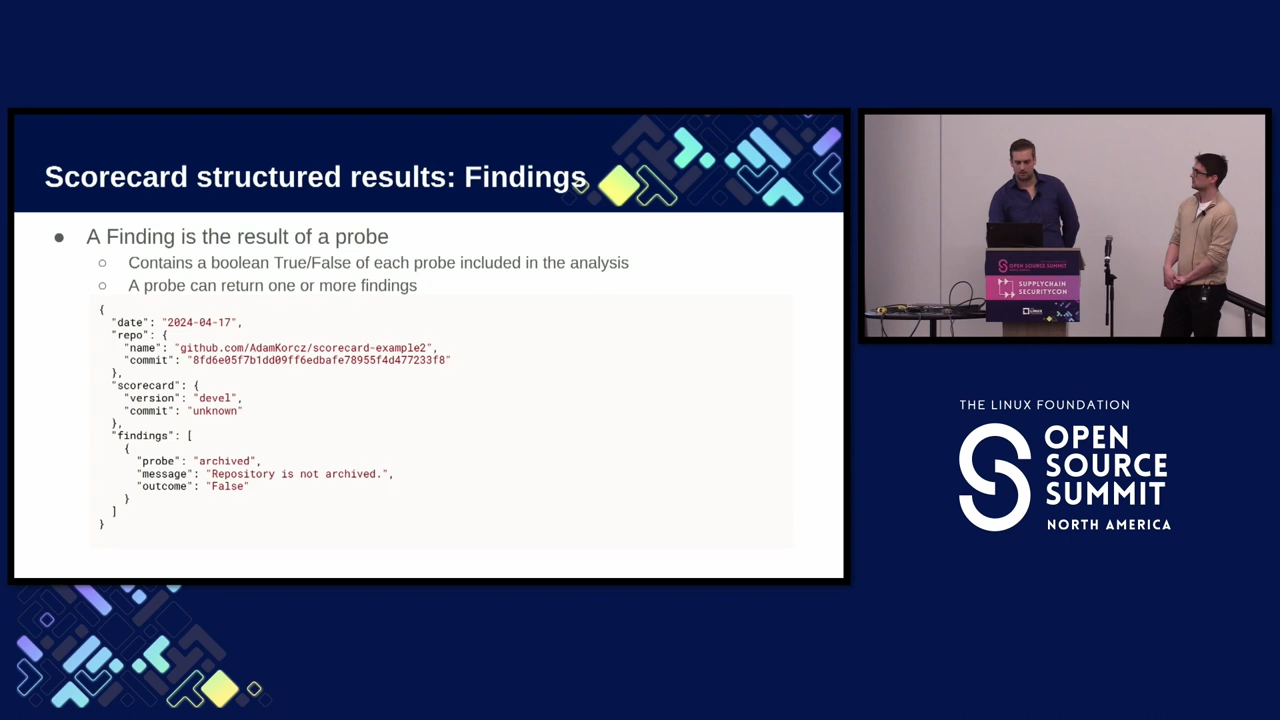 Scorecard structured results: Findings
● A Finding is the result of a probe
○ Contains a boolean True/False of each probe included in the analysis
○ A probe can return one or more findings
{
  "date": "2024-04-17",
  "repo": {
    "name": "github.com/AdamKorcz/scorecard-example2",
    "commit": "8fd6e05f7b1dd09ff6edbafe78955f4d477233f8"
  },
  "scorecard": {
    "version": "devel",
    "commit": "unknown"
  },
  "findings": [
    {
      "probe": "archived",
      "message": "Repository is not archived.",
      "outcome": "False"
    }
  ]
}
OPEN SOURCE SUMMIT
SUPPLYCHAIN
SECURITYCON
THE LINUX FOUNDATION
OPEN
SOURCE
SUMMIT
NORTH AMERICA